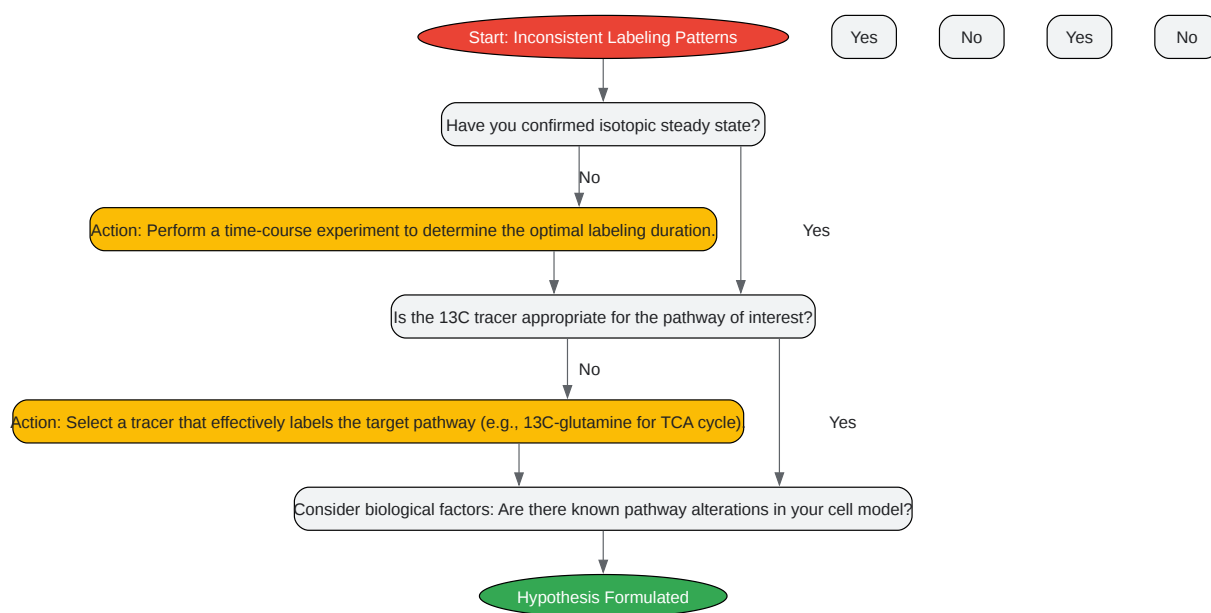 Start: Inconsistent Labeling Patterns
Yes
No
Yes
No
Have you confirmed isotopic steady state?
No
Action: Perform a time-course experiment to determine the optimal labeling duration.
Yes
Is the 13C tracer appropriate for the pathway of interest?
No
Action: Select a tracer that effectively labels the target pathway (e.g., 13C-glutamine for TCA cycle).
Yes
Consider biological factors: Are there known pathway alterations in your cell model?
Hypothesis Formulated